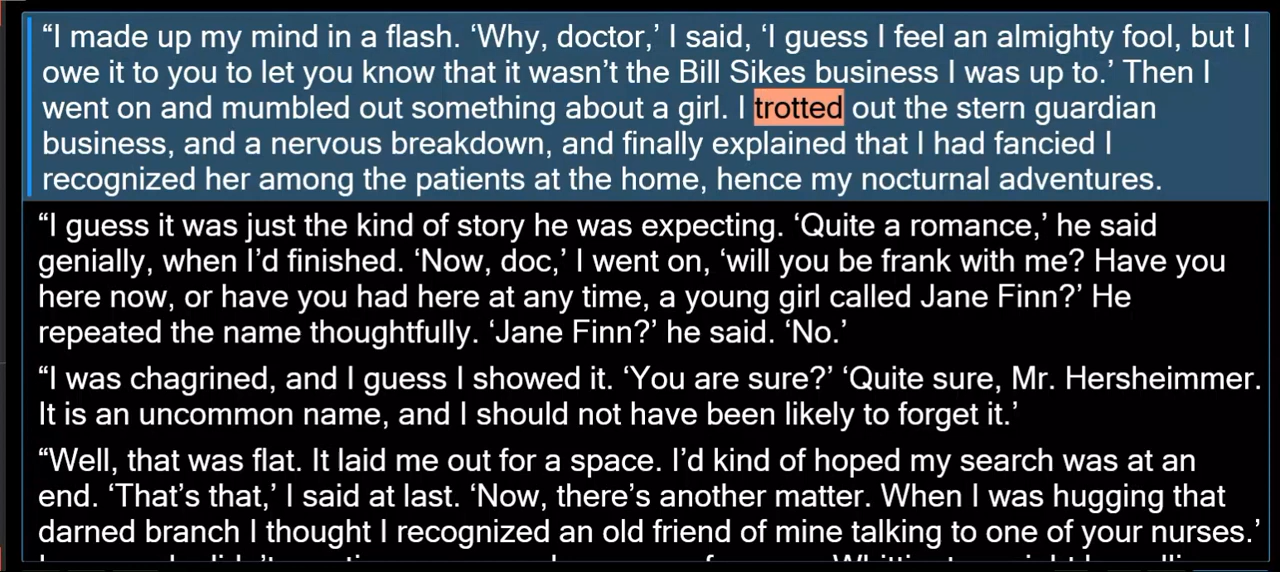 “I made up my mind in a flash. ‘Why, doctor,’ I said, ‘I guess I feel an almighty fool, but I
owe it to you to let you know that it wasn’t the Bill Sikes business I was up to.’ Then I
went on and mumbled out something about a girl. I trotted out the stern guardian
business, and a nervous breakdown, and finally explained that I had fancied I
recognized her among the patients at the home, hence my nocturnal adventures.
“I guess it was just the kind of story he was expecting. ‘Quite a romance,’ he said
genially, when I’d finished. ‘Now, doc,’ I went on, ‘will you be frank with me? Have you
here now, or have you had here at any time, a young girl called Jane Finn?’ He
repeated the name thoughtfully. ‘Jane Finn?’ he said. ‘No.’
“I was chagrined, and I guess I showed it. ‘You are sure?’ ‘Quite sure, Mr. Hersheimmer.
It is an uncommon name, and I should not have been likely to forget it.’
“Well, that was flat. It laid me out for a space. I’d kind of hoped my search was at an
end. ‘That’s that,’ I said at last. ‘Now, there’s another matter. When I was hugging that
darned branch I thought I recognized an old friend of mine talking to one of your nurses.’